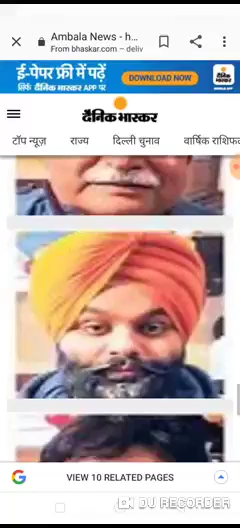 Ambala News - h...
From bhaskar.com – deliv
ई-पेपर फ्री में पढ़ें
सिर्फ दैनिक भास्कर APP पर
DOWNLOAD NOW
दैनिक भास्कर
टॉप न्यूज़ राज्य दिल्ली चुनाव वार्षिक राशिफल
VIEW 10 RELATED PAGES
DU RECORDER